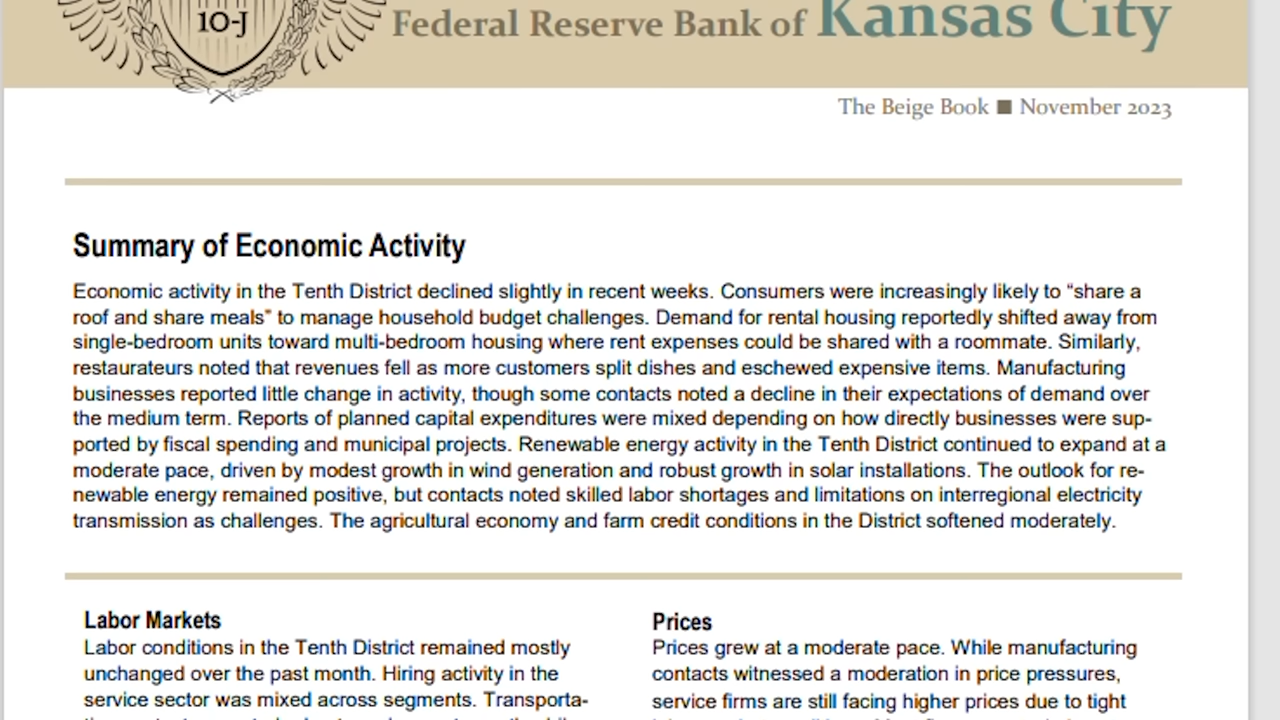 10-J
Federal Reserve Bank of Kansas City
The Beige Book ■ November 2023
Summary of Economic Activity
Economic activity in the Tenth District declined slightly in recent weeks. Consumers were increasingly likely to “share a
roof and share meals” to manage household budget challenges. Demand for rental housing reportedly shifted away from
single-bedroom units toward multi-bedroom housing where rent expenses could be shared with a roommate. Similarly,
restaurateurs noted that revenues fell as more customers split dishes and eschewed expensive items. Manufacturing
businesses reported little change in activity, though some contacts noted a decline in their expectations of demand over
the medium term. Reports of planned capital expenditures were mixed depending on how directly businesses were sup-
ported by fiscal spending and municipal projects. Renewable energy activity in the Tenth District continued to expand at a
moderate pace, driven by modest growth in wind generation and robust growth in solar installations. The outlook for re-
newable energy remained positive, but contacts noted skilled labor shortages and limitations on interregional electricity
transmission as challenges. The agricultural economy and farm credit conditions in the District softened moderately.
Labor Markets
Labor conditions in the Tenth District remained mostly
unchanged over the past month. Hiring activity in the
service sector was mixed across segments. Transporta-
Prices
Prices grew at a moderate pace. While manufacturing
contacts witnessed a moderation in price pressures,
service firms are still facing higher prices due to tight